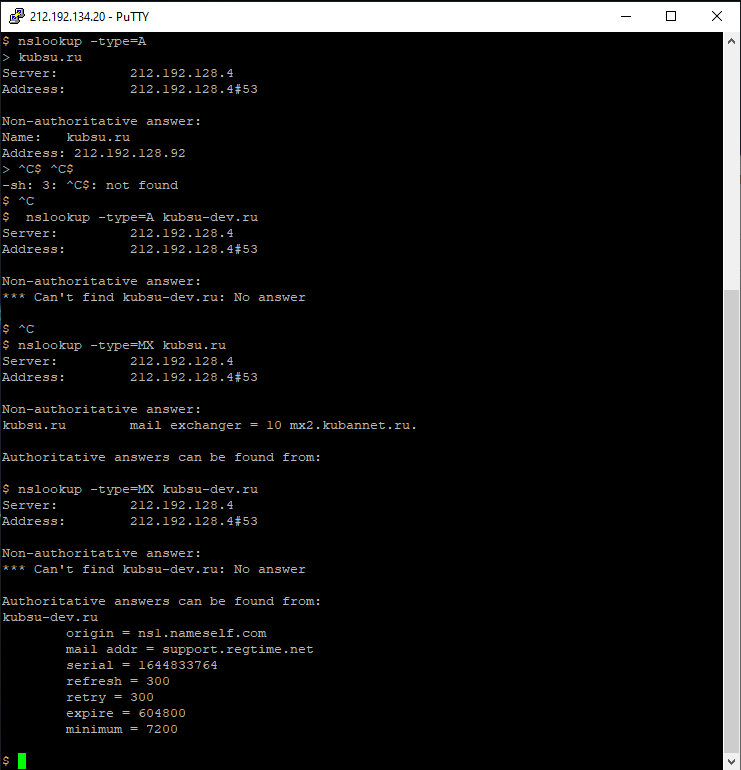 212.192.134.20 - PuTTY
$ nslookup -type=A
> kubsu.ru
Server:         212.192.128.4
Address:        212.192.128.4#53

Non-authoritative answer:
Name:   kubsu.ru
Address: 212.192.128.92
> ^C$ ^C$
-sh: 3: ^C$: not found
$ ^C
$  nslookup -type=A kubsu-dev.ru
Server:         212.192.128.4
Address:        212.192.128.4#53

Non-authoritative answer:
*** Can't find kubsu-dev.ru: No answer

$ ^C
$ nslookup -type=MX kubsu.ru
Server:         212.192.128.4
Address:        212.192.128.4#53

Non-authoritative answer:
kubsu.ru        mail exchanger = 10 mx2.kubannet.ru.

Authoritative answers can be found from:

$ nslookup -type=MX kubsu-dev.ru
Server:         212.192.128.4
Address:        212.192.128.4#53

Non-authoritative answer:
*** Can't find kubsu-dev.ru: No answer

Authoritative answers can be found from:
kubsu-dev.ru
        origin = ns1.nameself.com
        mail addr = support.regtime.net
        serial = 1644833764
        refresh = 300
        retry = 300
        expire = 604800
        minimum = 7200

$